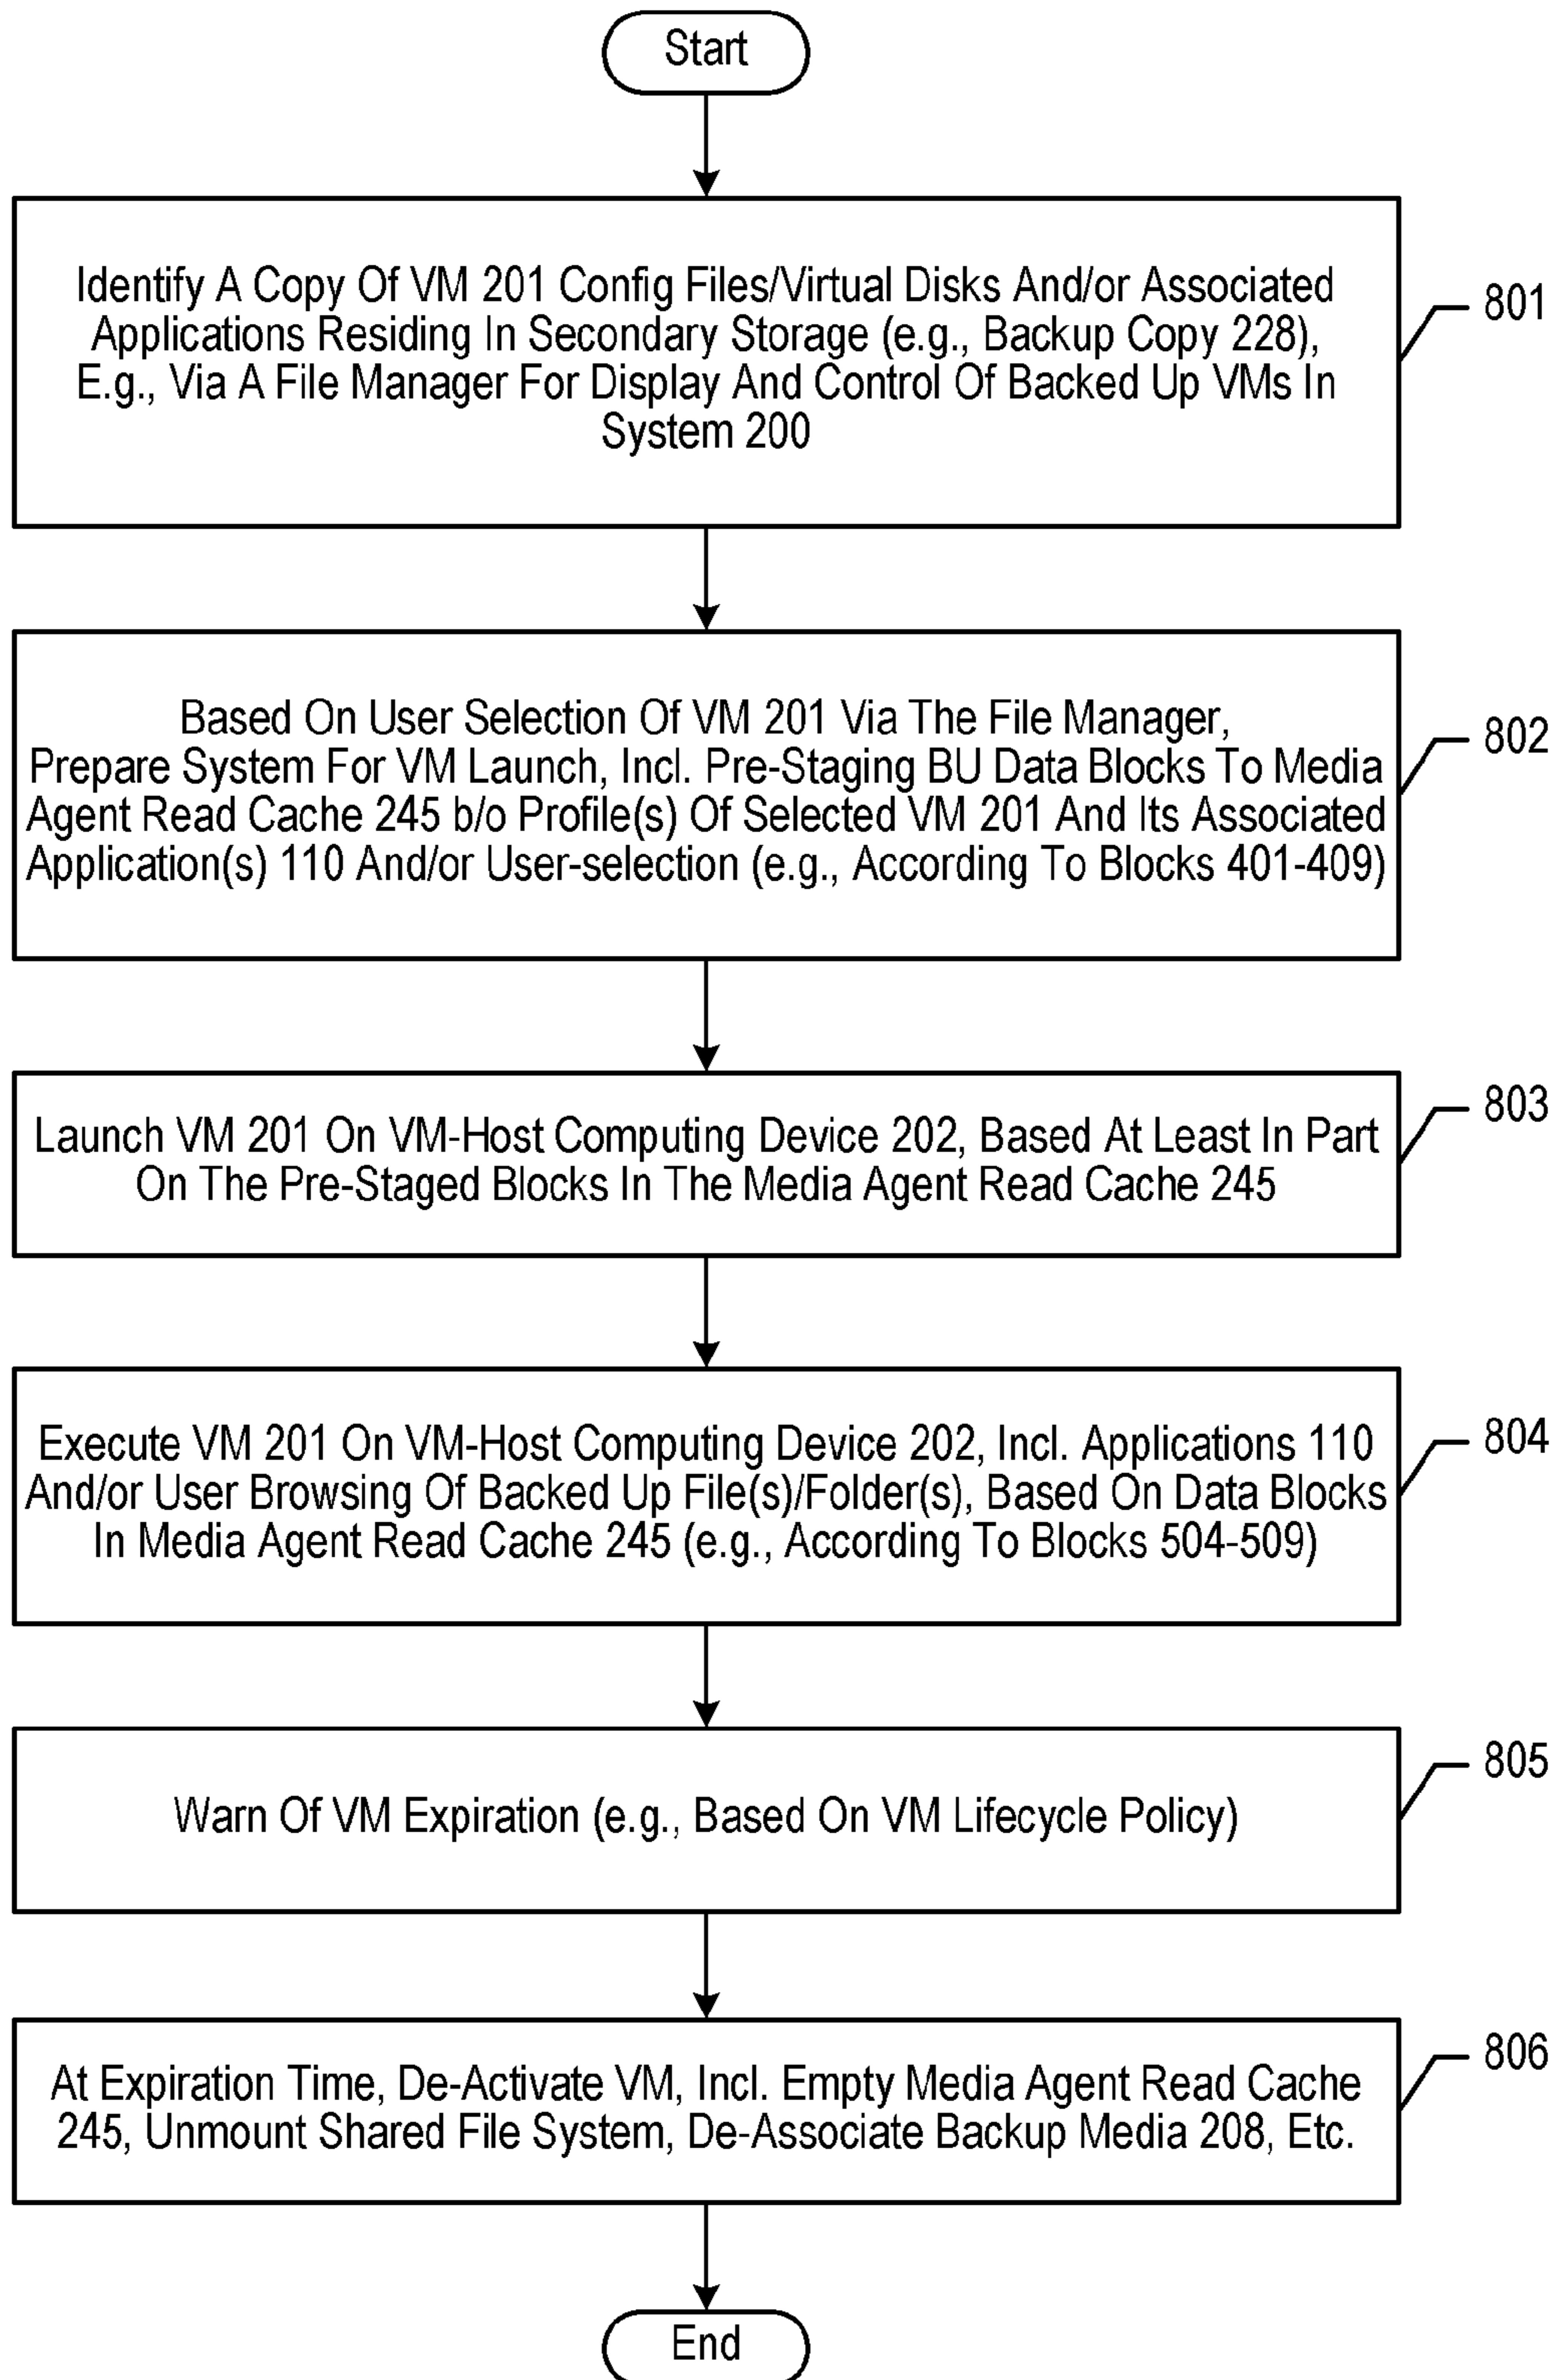 Start
Identify A Copy Of VM 201 Config Files/Virtual Disks And/or Associated
Applications Residing In Secondary Storage (e.g., Backup Copy 228),
E.g., Via A File Manager For Display And Control Of Backed Up VMs In
System 200
801
Based On User Selection Of VM 201 Via The File Manager,
Prepare System For VM Launch, Incl. Pre-Staging BU Data Blocks To Media
Agent Read Cache 245 b/o Profile(s) Of Selected VM 201 And Its Associated
Application(s) 110 And/or User-selection (e.g., According To Blocks 401-409)
802
Launch VM 201 On VM-Host Computing Device 202, Based At Least In Part
On The Pre-Staged Blocks In The Media Agent Read Cache 245
803
Execute VM 201 On VM-Host Computing Device 202, Incl. Applications 110
And/or User Browsing Of Backed Up File(s)/Folder(s), Based On Data Blocks
In Media Agent Read Cache 245 (e.g., According To Blocks 504-509)
804
Warn Of VM Expiration (e.g., Based On VM Lifecycle Policy)
805
At Expiration Time, De-Activate VM, Incl. Empty Media Agent Read Cache
245, Unmount Shared File System, De-Associate Backup Media 208, Etc.
806
End